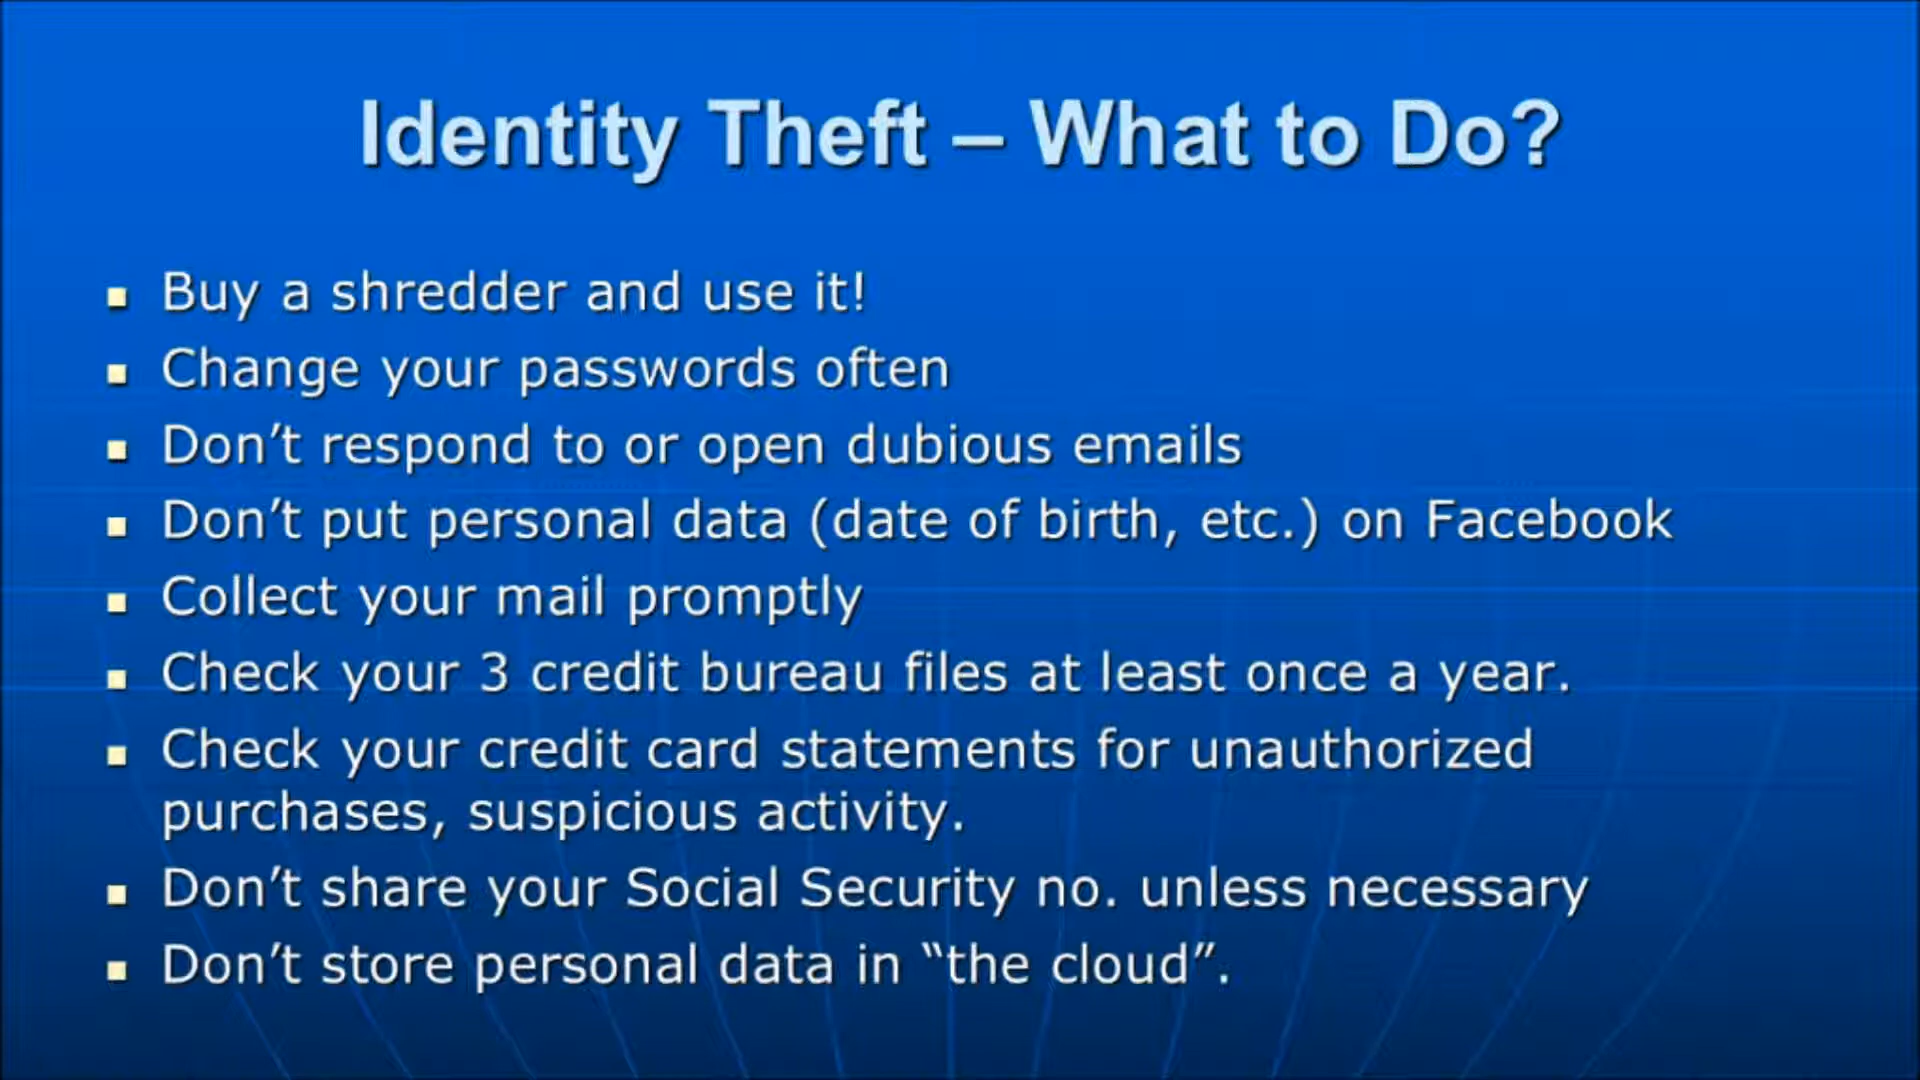 Identity Theft – What to Do?
Buy a shredder and use it!
Change your passwords often
Don’t respond to or open dubious emails
Don’t put personal data (date of birth, etc.) on Facebook
Collect your mail promptly
Check your 3 credit bureau files at least once a year.
Check your credit card statements for unauthorized
purchases, suspicious activity.
Don’t share your Social Security no. unless necessary
Don’t store personal data in “the cloud”.